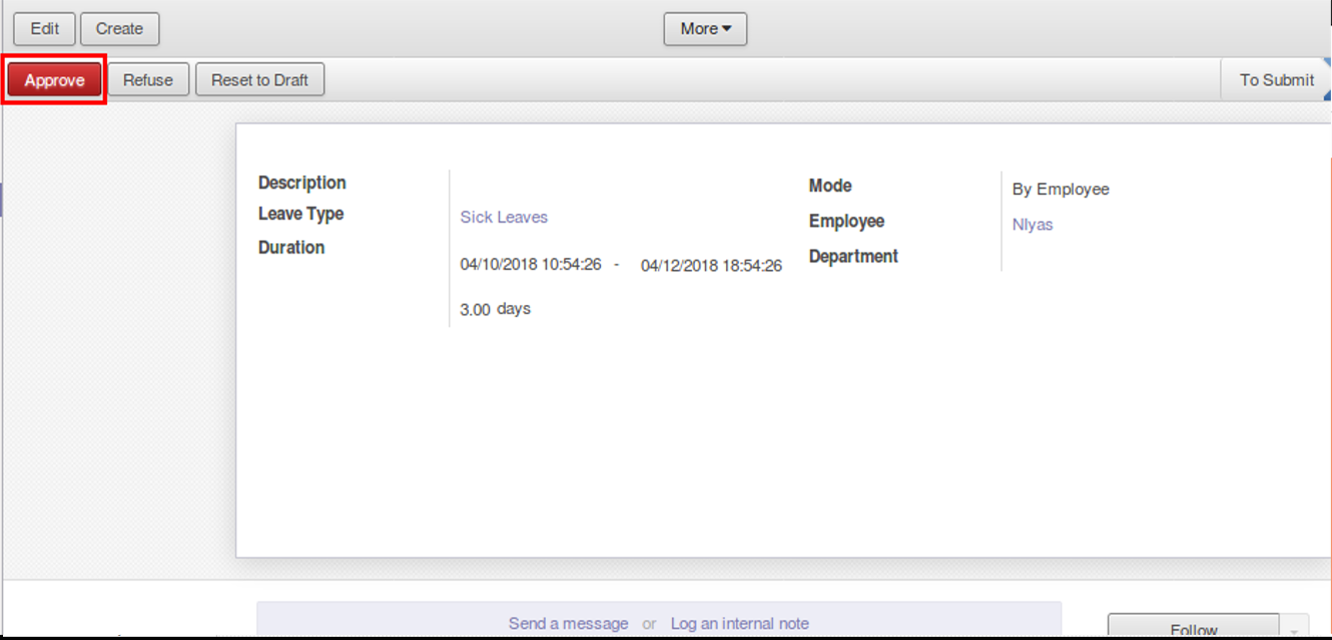 Edit Create More
Approve Refuse Reset to Draft To Submit
Description Mode By Employee
Leave Type Sick Leaves Employee Nlyas
Duration 04/10/2018 10:54:26 - 04/12/2018 18:54:26 Department
3.00 days
Send a message or Log an internal note Follow